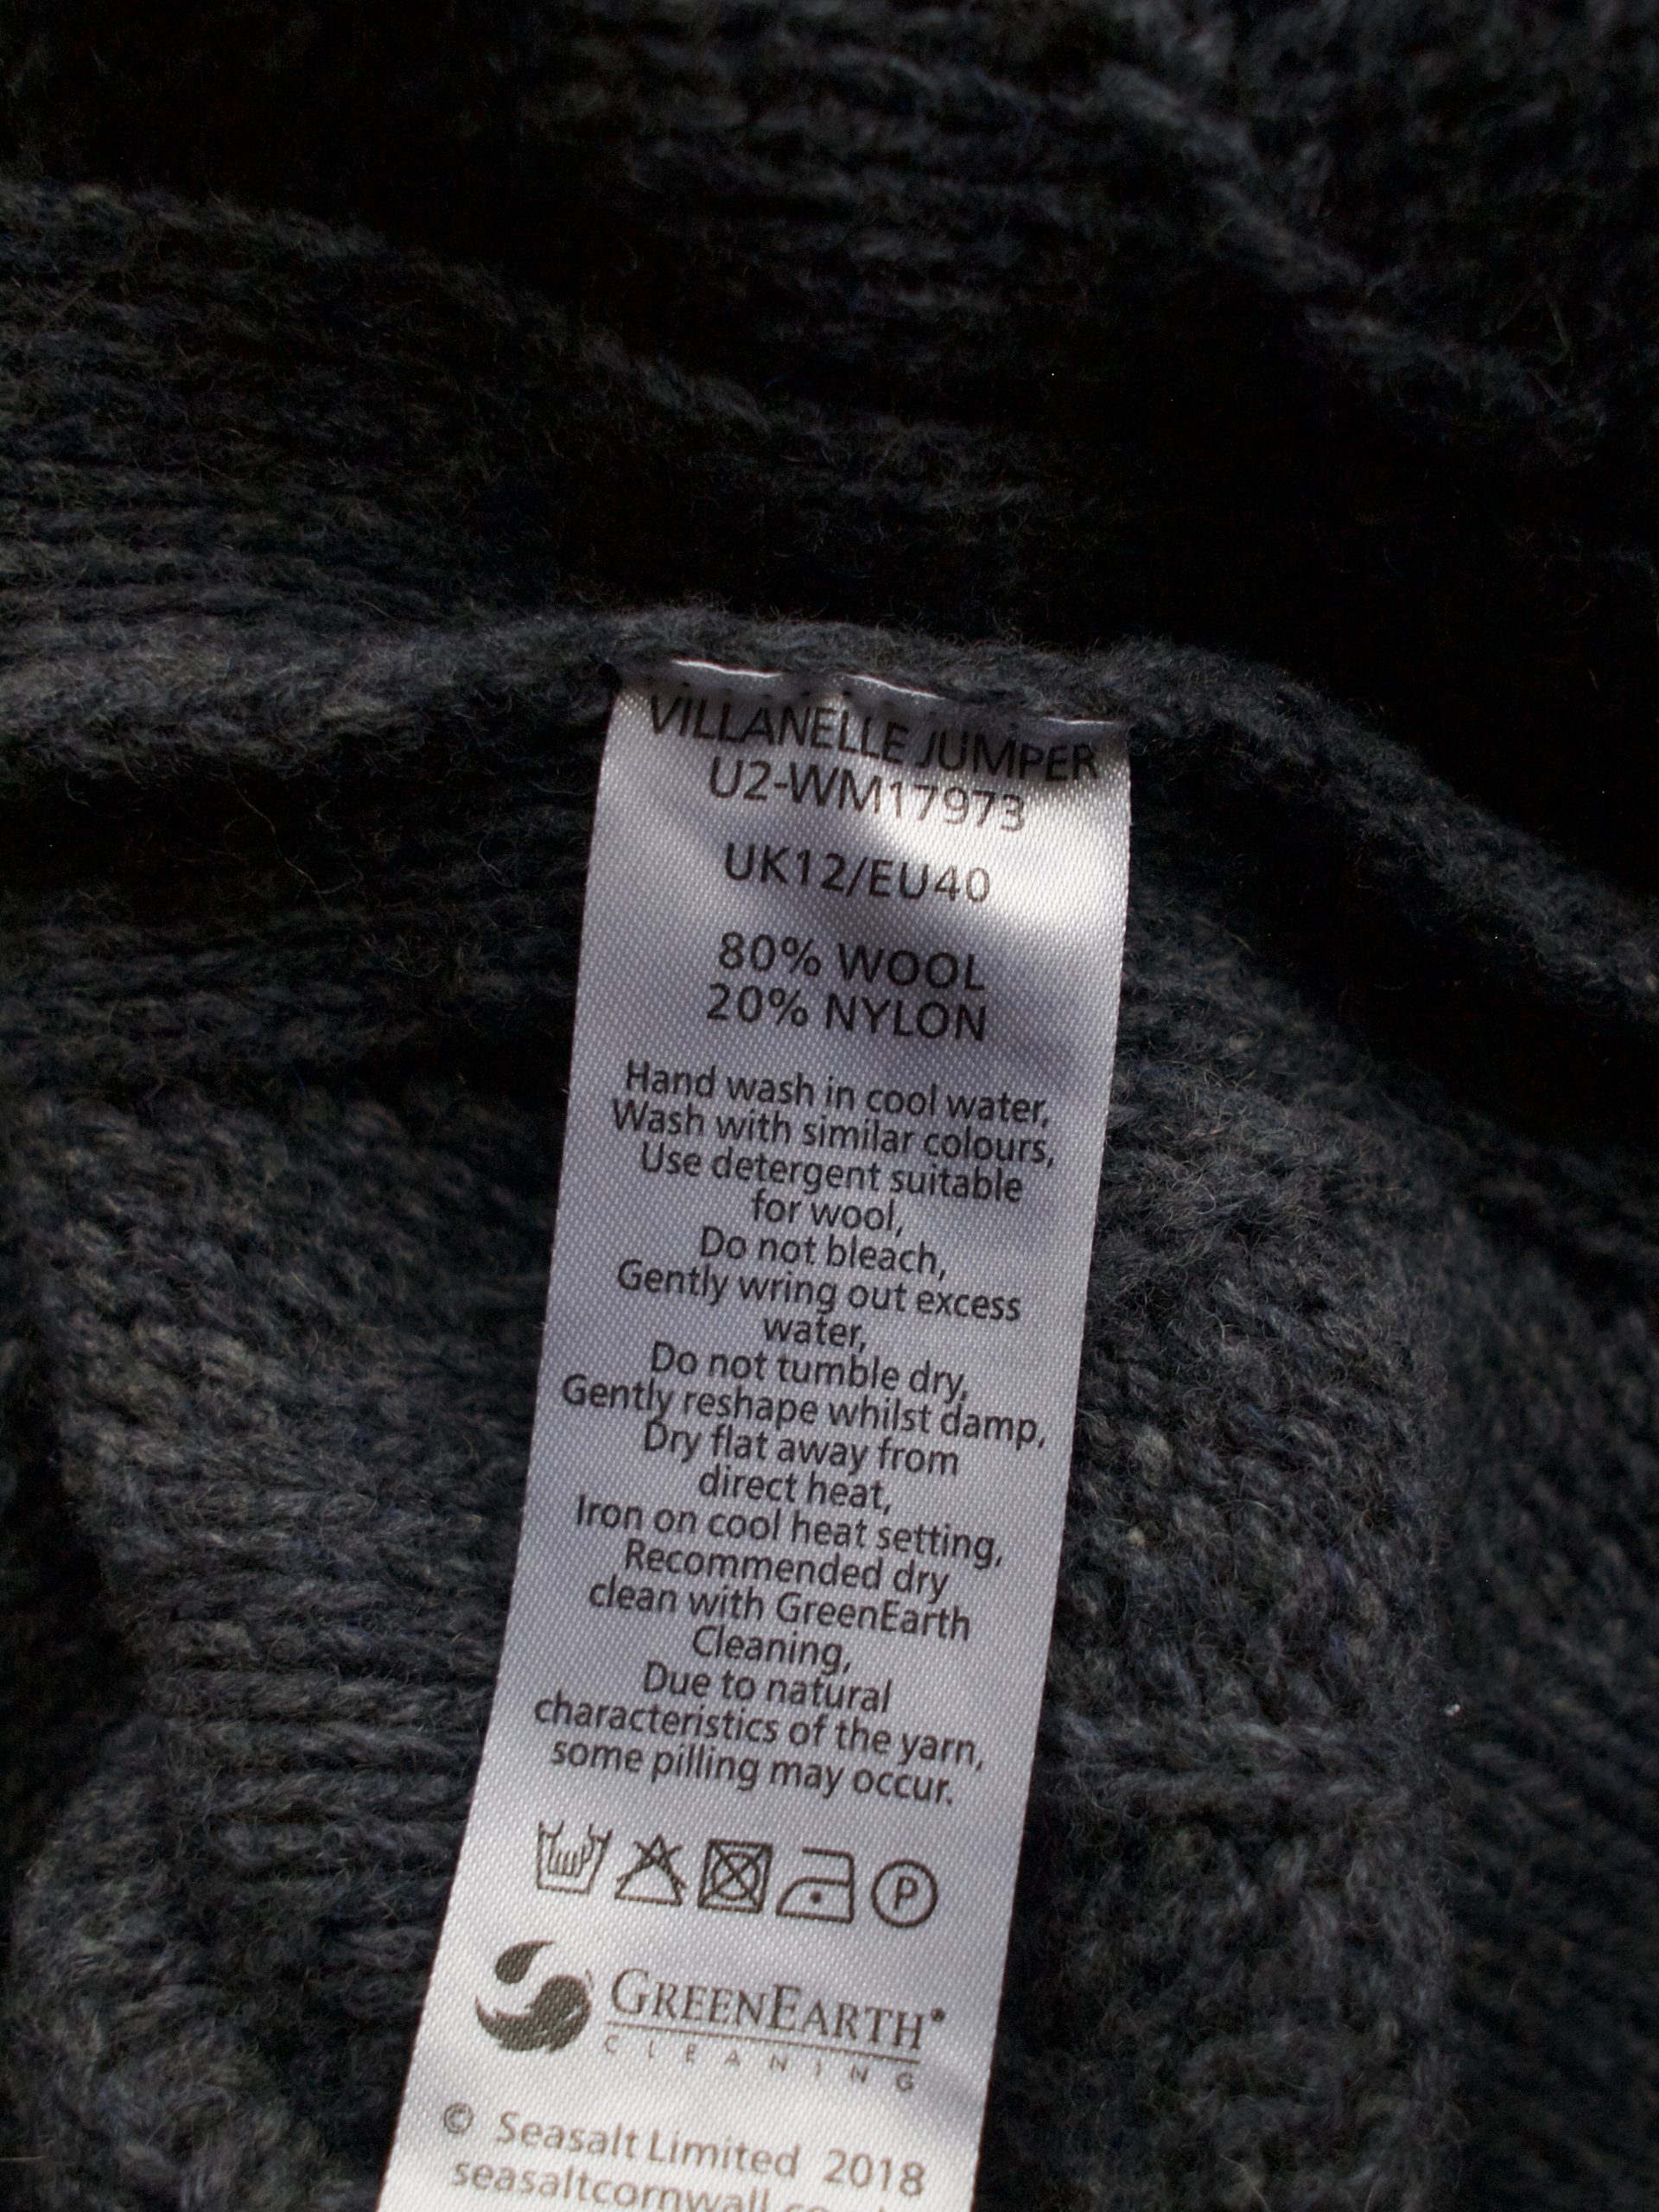 VILLANELLE JUMPER
U2-WM17973
UK12/EU40
80% WOOL
20% NYLON
Hand wash in cool water,
Wash with similar colours,
Use detergent suitable
for wool,
Do not bleach,
Gently wring out excess
water,
Do not tumble dry,
Gently reshape whilst damp,
Dry flat away from
direct heat,
Iron on cool heat setting,
Recommended dry
clean with GreenEarth
Cleaning,
Due to natural
characteristics of the yarn,
some pilling may occur.
P
GREENEARTH®
CLEANING
© Seasalt Limited 2018